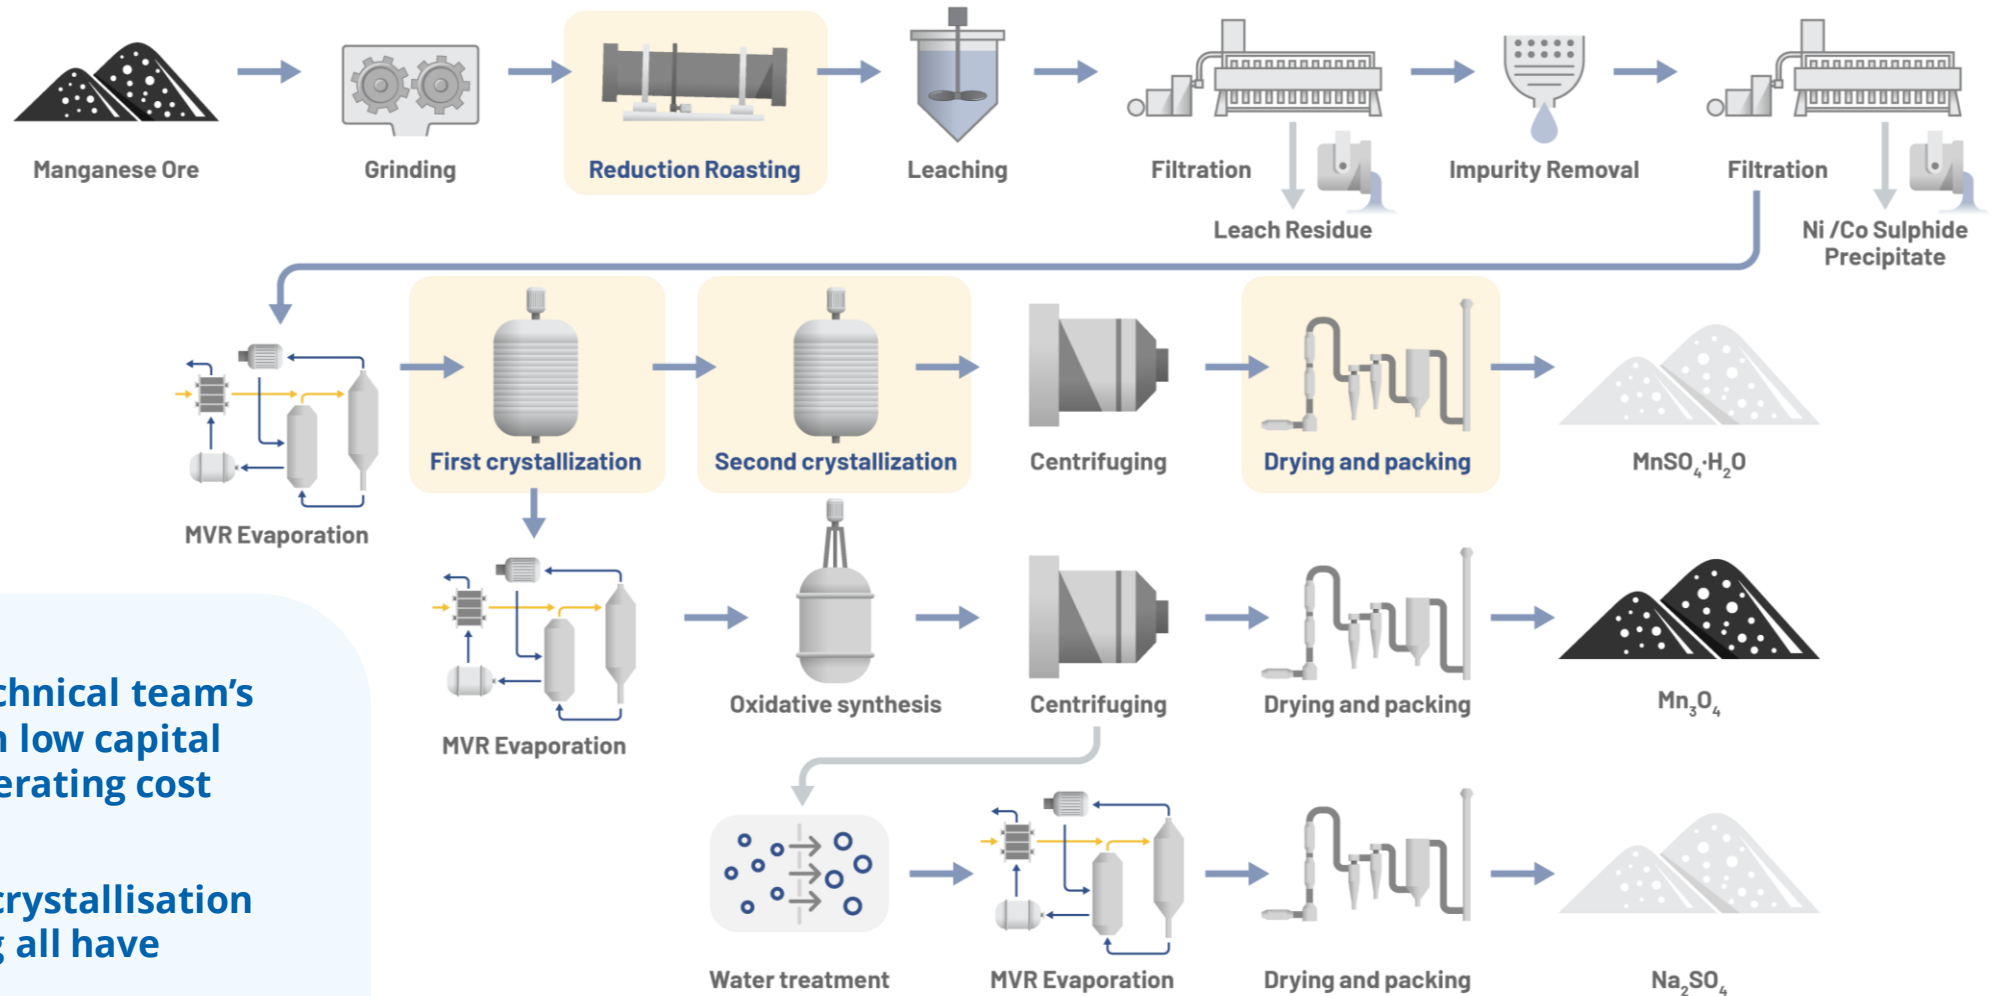 Manganese Ore
Grinding
Reduction Roasting
Leaching
Filtration
Impurity Removal
Filtration
Leach Residue
Ni /Co Sulphide
Precipitate
First crystallization
Second crystallization
Centrifuging
Drying and packing
MnSO₄·H₂O
MVR Evaporation
Oxidative synthesis
Centrifuging
Drying and packing
Mn₃O₄
MVR Evaporation
Water treatment
MVR Evaporation
Drying and packing
Na₂SO₄
team's
low capital
cost
crystallisation
all have